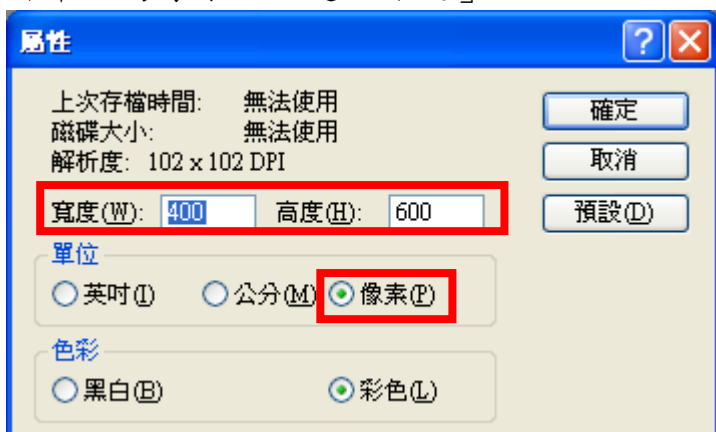 屬性
上次存檔時間: 無法使用
磁碟大小: 無法使用
解析度: 102 x 102 DPI
確定
取消
預設(D)
寬度(W): 400 高度(H): 600
單位
英吋(I) 公分(M) 像素(P)
色彩
黑白(B) 彩色(L)